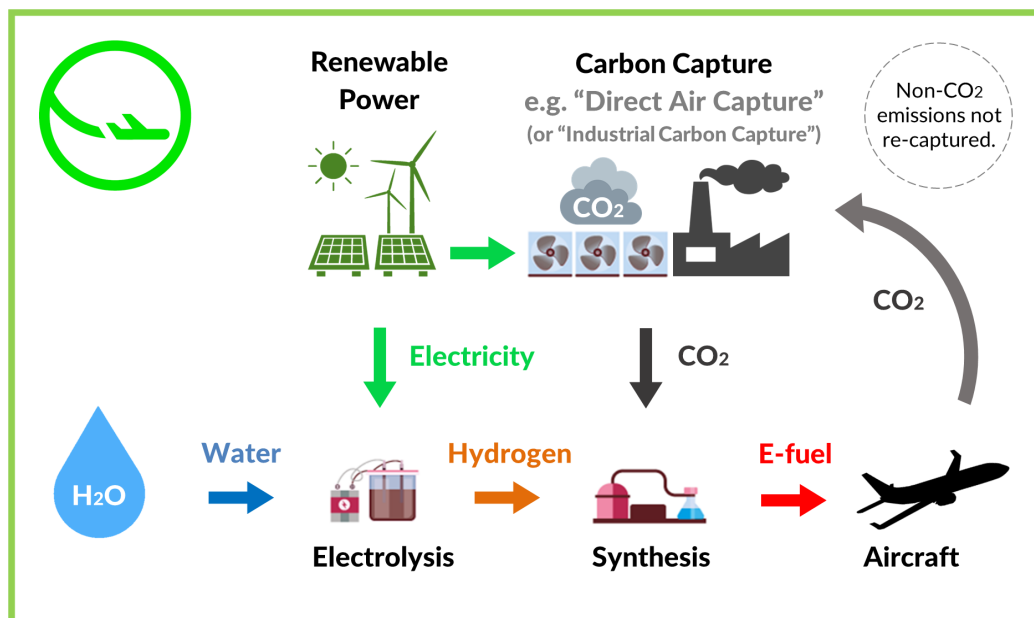 Renewable
Power
Carbon Capture
e.g. “Direct Air Capture”
(or “Industrial Carbon Capture”)
Non-CO2
emissions not
re-captured.
CO2
CO2
Electricity
CO2
H2O
Water
Hydrogen
E-fuel
Electrolysis
Synthesis
Aircraft